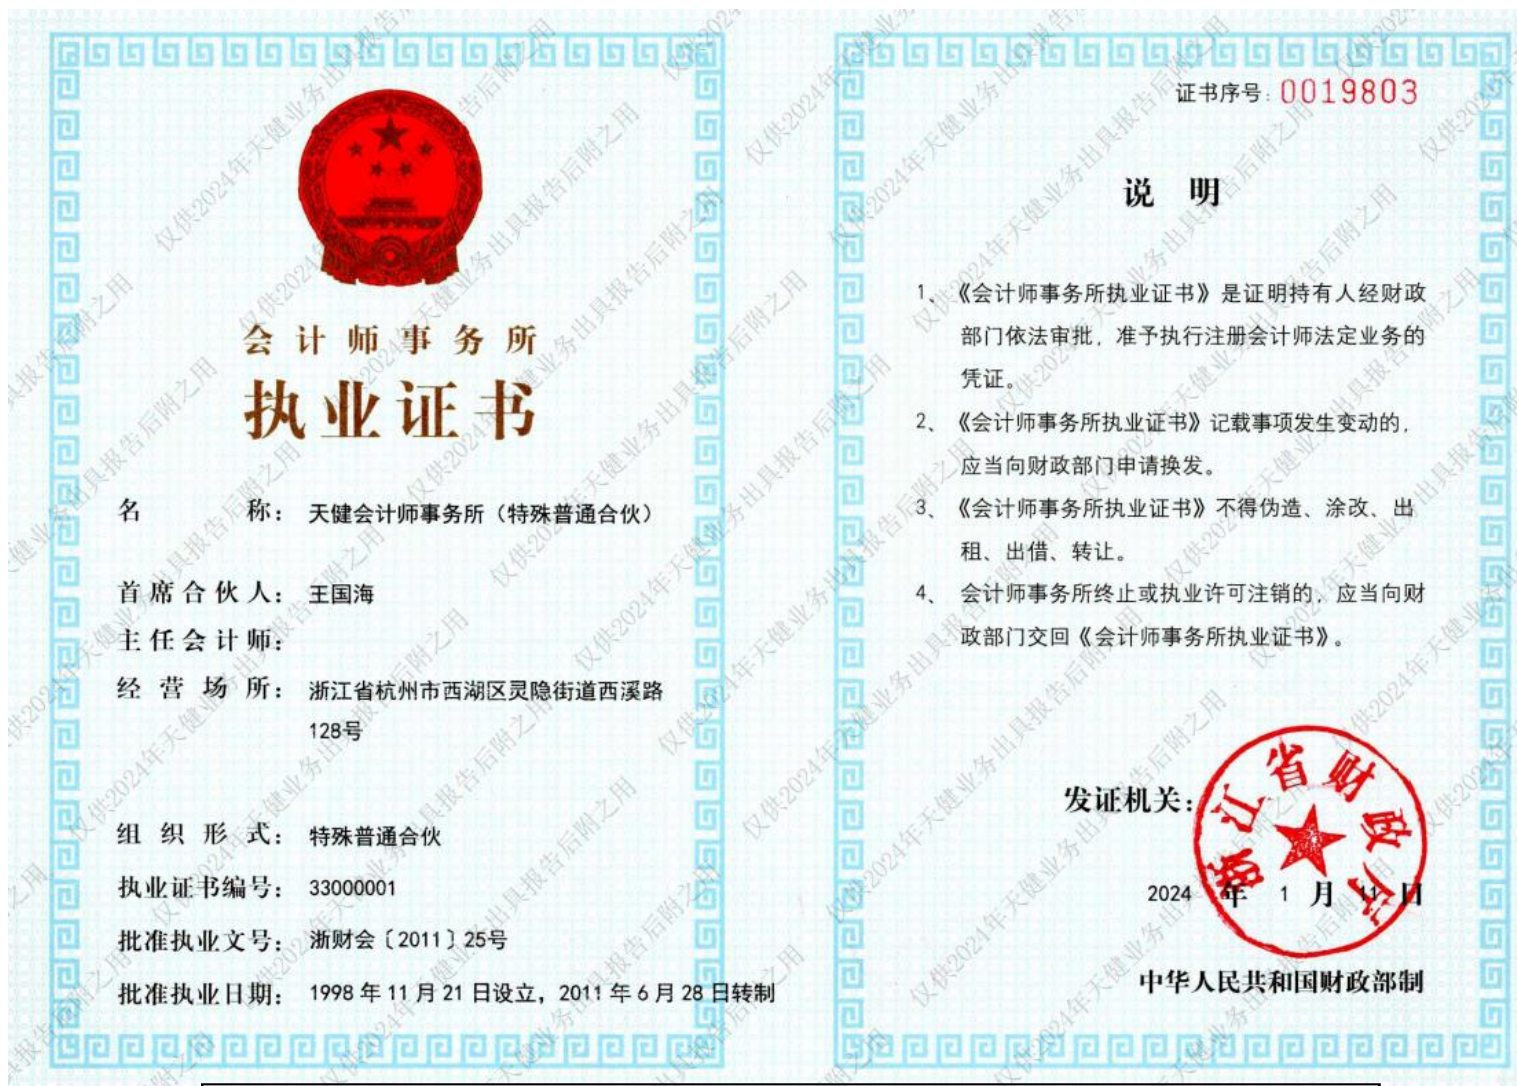 会计师事务所
执业证书
名称：天健会计师事务所（特殊普通合伙）
首席合伙人：王国海
主任会计师：
经营场所：浙江省杭州市西湖区灵隐街道西溪路
128号
组织形式：特殊普通合伙
执业证书编号：33000001
批准执业文号：浙财会〔2011〕25号
批准执业日期：1998年11月21日设立，2011年6月28日转制
证书序号：0019803
说明
1、《会计师事务所执业证书》是证明持有人经财政
部门依法审批，准予执行注册会计师法定业务的
凭证。
2、《会计师事务所执业证书》记载事项发生变动的，
应当向财政部门申请换发。
3、《会计师事务所执业证书》不得伪造、涂改、出
租、出借、转让。
4、会计师事务所终止或执业许可注销的，应当向财
政部门交回《会计师事务所执业证书》。
发证机关：
浙江省财政厅
2024年1月11日
中华人民共和国财政部制
仅供2024年天健业务出具报告后附之用